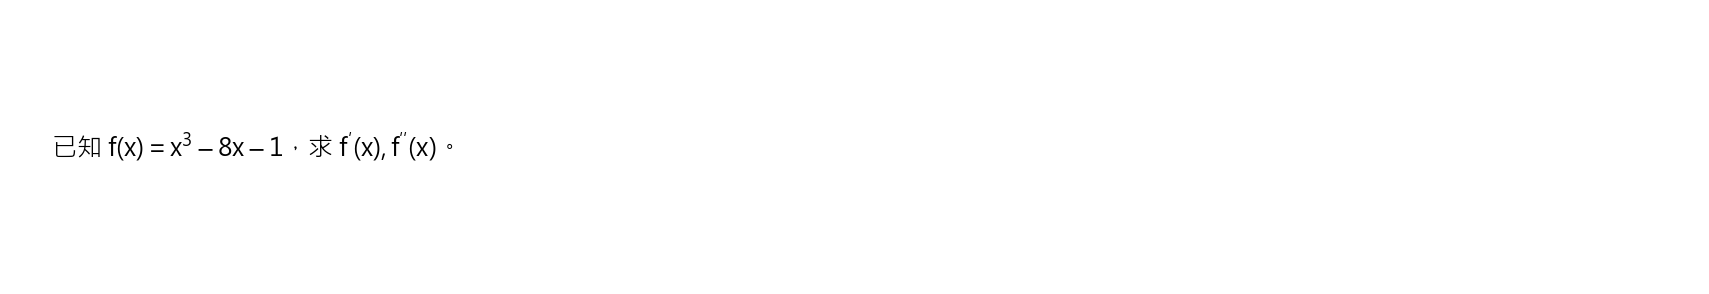 已知 f(x) = x³ − 8x − 1，求 f′(x), f′′(x)。